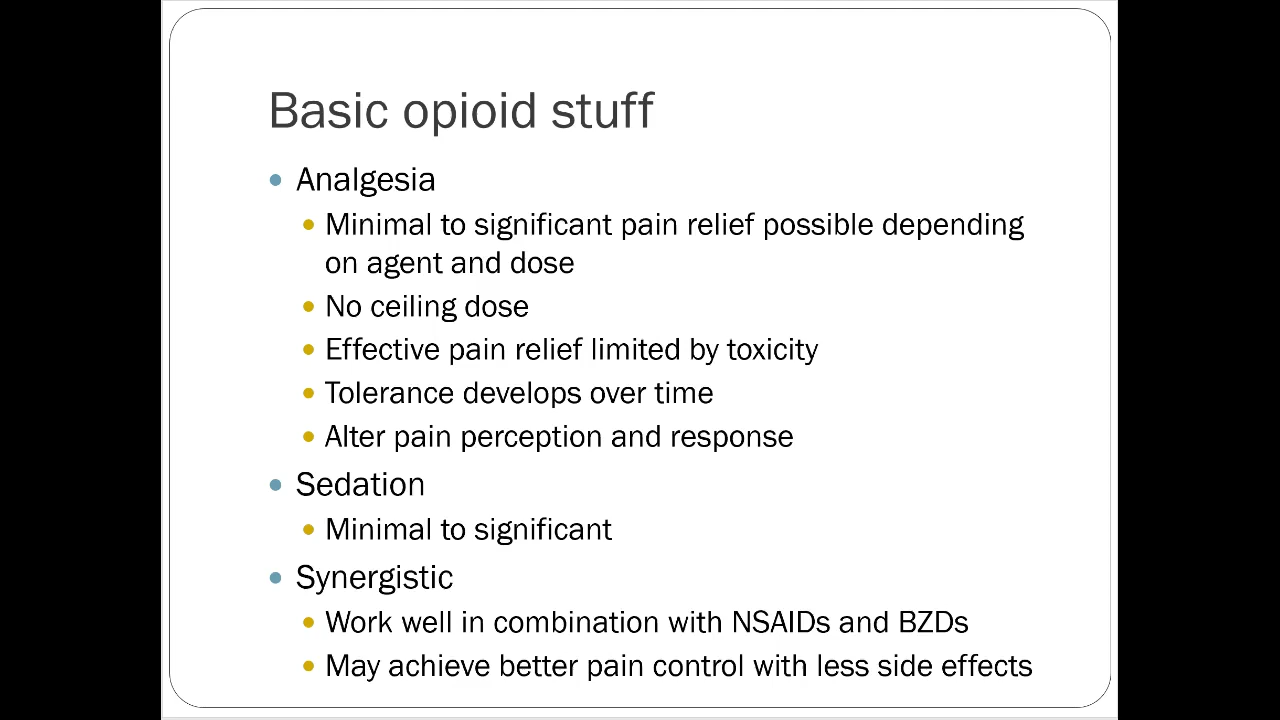 Basic opioid stuff
Analgesia
Minimal to significant pain relief possible depending
on agent and dose
No ceiling dose
Effective pain relief limited by toxicity
Tolerance develops over time
Alter pain perception and response
Sedation
Minimal to significant
Synergistic
Work well in combination with NSAIDs and BZDs
May achieve better pain control with less side effects